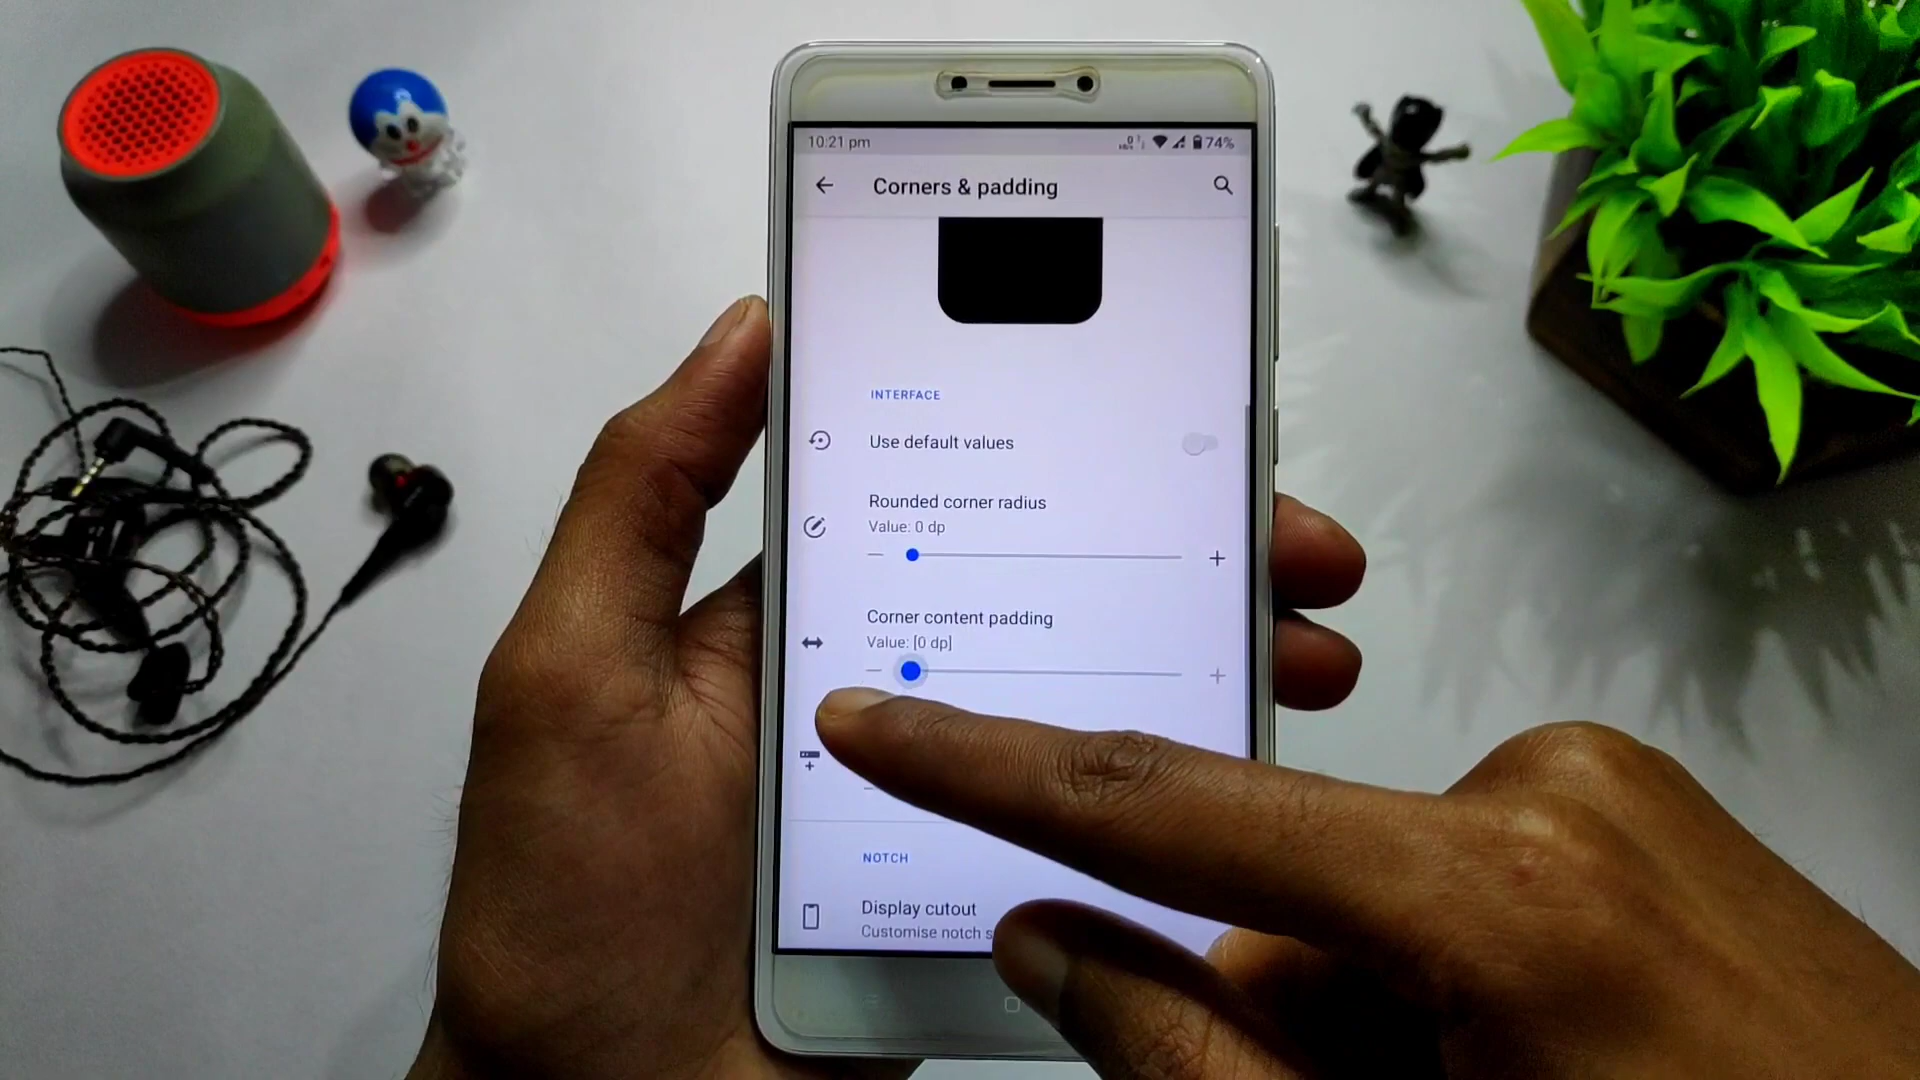 10:21 pm
74%
Corners & padding
INTERFACE
Use default values
Rounded corner radius
Value: 0 dp
Corner content padding
Value: [0 dp]
NOTCH
Display cutout
Customise notch s